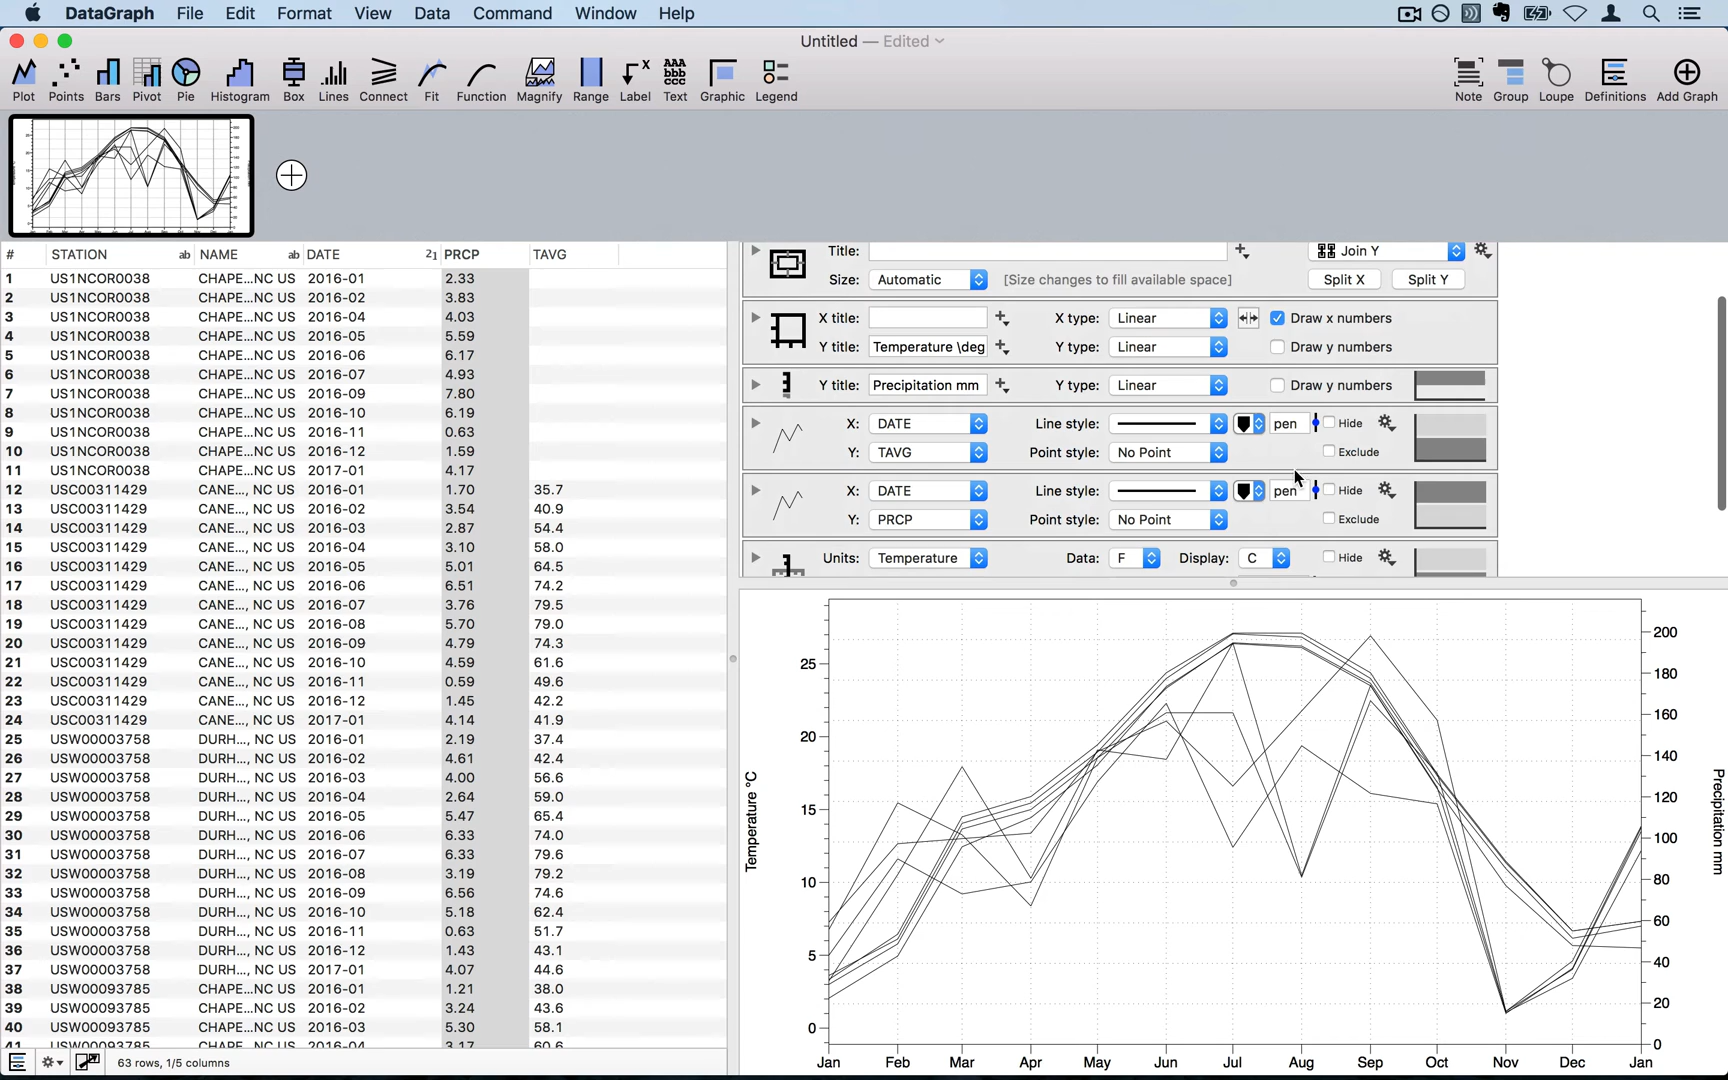 DataGraph File Edit Format View Data Command Window Help
Untitled — Edited
Plot Points Bars Pivot Pie Histogram Box Lines Connect Fit Function Magnify Range Label Text Graphic Legend Note Group Loupe Definitions Add Graph
# STATION ab NAME ab DATE 21 PRCP TAVG
1 US1NCOR0038 CHAPE...NC US 2016-01 2.33
2 US1NCOR0038 CHAPE...NC US 2016-02 3.83
3 US1NCOR0038 CHAPE...NC US 2016-04 4.03
4 US1NCOR0038 CHAPE...NC US 2016-05 5.59
5 US1NCOR0038 CHAPE...NC US 2016-06 6.17
6 US1NCOR0038 CHAPE...NC US 2016-07 4.93
7 US1NCOR0038 CHAPE...NC US 2016-09 7.80
8 US1NCOR0038 CHAPE...NC US 2016-10 6.19
9 US1NCOR0038 CHAPE...NC US 2016-11 0.63
10 US1NCOR0038 CHAPE...NC US 2016-12 1.59
11 US1NCOR0038 CHAPE...NC US 2017-01 4.17
12 USC00311429 CANE..., NC US 2016-01 1.70 35.7
13 USC00311429 CANE..., NC US 2016-02 3.54 40.9
14 USC00311429 CANE..., NC US 2016-03 2.87 54.4
15 USC00311429 CANE..., NC US 2016-04 3.10 58.0
16 USC00311429 CANE..., NC US 2016-05 5.01 64.5
17 USC00311429 CANE..., NC US 2016-06 6.51 74.2
18 USC00311429 CANE..., NC US 2016-07 3.76 79.5
19 USC00311429 CANE..., NC US 2016-08 5.70 79.0
20 USC00311429 CANE..., NC US 2016-09 4.79 74.3
21 USC00311429 CANE..., NC US 2016-10 4.59 61.6
22 USC00311429 CANE..., NC US 2016-11 0.59 49.6
23 USC00311429 CANE..., NC US 2016-12 1.45 42.2
24 USC00311429 CANE..., NC US 2017-01 4.14 41.9
25 USW00003758 DURH..., NC US 2016-01 2.19 37.4
26 USW00003758 DURH..., NC US 2016-02 4.61 42.4
27 USW00003758 DURH..., NC US 2016-03 4.00 56.6
28 USW00003758 DURH..., NC US 2016-04 2.64 59.0
29 USW00003758 DURH..., NC US 2016-05 5.47 65.4
30 USW00003758 DURH..., NC US 2016-06 6.33 74.0
31 USW00003758 DURH..., NC US 2016-07 6.33 79.6
32 USW00003758 DURH..., NC US 2016-08 3.19 79.2
33 USW00003758 DURH..., NC US 2016-09 6.56 74.6
34 USW00003758 DURH..., NC US 2016-10 5.18 62.4
35 USW00003758 DURH..., NC US 2016-11 0.63 51.7
36 USW00003758 DURH..., NC US 2016-12 1.43 43.1
37 USW00003758 DURH..., NC US 2017-01 4.07 44.6
38 USW00093785 CHAPE...NC US 2016-01 1.21 38.0
39 USW00093785 CHAPE...NC US 2016-02 3.24 43.6
40 USW00093785 CHAPE...NC US 2016-03 5.30 58.1
41 USW00093785 CHAPE...NC US 2016-04 3.17 60.6
63 rows, 1/5 columns
Title: Join Y
Size: Automatic [Size changes to fill available space] Split X Split Y
X title: X type: Linear Draw x numbers
Y title: Temperature \deg Y type: Linear Draw y numbers
Y title: Precipitation mm Y type: Linear Draw y numbers
X: DATE Line style: pen Hide
Y: TAVG Point style: No Point Exclude
X: DATE Line style: pen Hide
Y: PRCP Point style: No Point Exclude
Units: Temperature Data: F Display: C Hide
Temperature °C
25
20
15
10
5
0
200
180
160
140
120
100
80
60
40
20
0
Precipitation mm
Jan Feb Mar Apr May Jun Jul Aug Sep Oct Nov Dec Jan